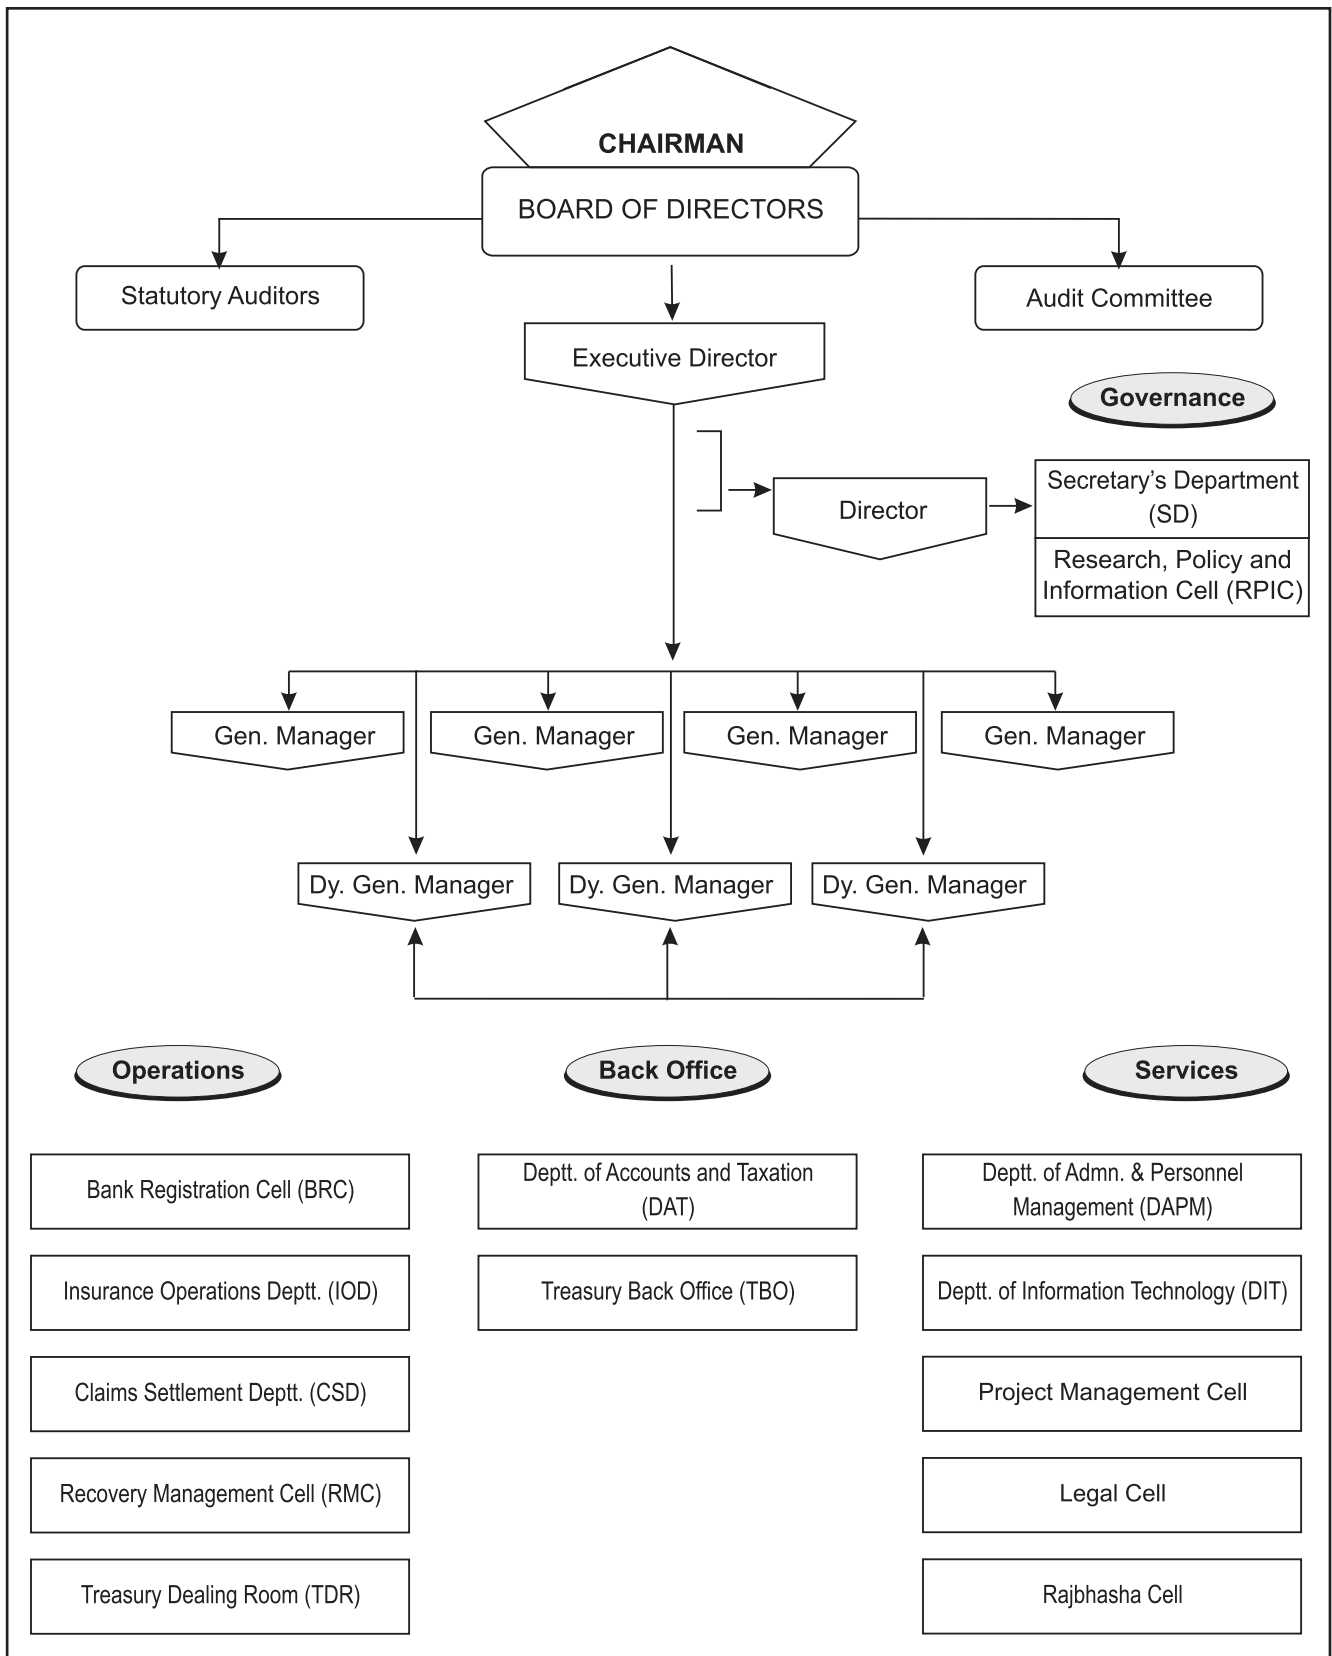 CHAIRMAN
BOARD OF DIRECTORS
Statutory Auditors
Audit Committee
Executive Director
Governance
Director
Secretary’s Department
(SD)
Research, Policy and
Information Cell (RPIC)
Gen. Manager
Gen. Manager
Gen. Manager
Gen. Manager
Dy. Gen. Manager
Dy. Gen. Manager
Dy. Gen. Manager
Operations
Back Office
Services
Bank Registration Cell (BRC)
Deptt. of Accounts and Taxation
(DAT)
Deptt. of Admn. & Personnel
Management (DAPM)
Insurance Operations Deptt. (IOD)
Treasury Back Office (TBO)
Deptt. of Information Technology (DIT)
Claims Settlement Deptt. (CSD)
Project Management Cell
Recovery Management Cell (RMC)
Legal Cell
Treasury Dealing Room (TDR)
Rajbhasha Cell